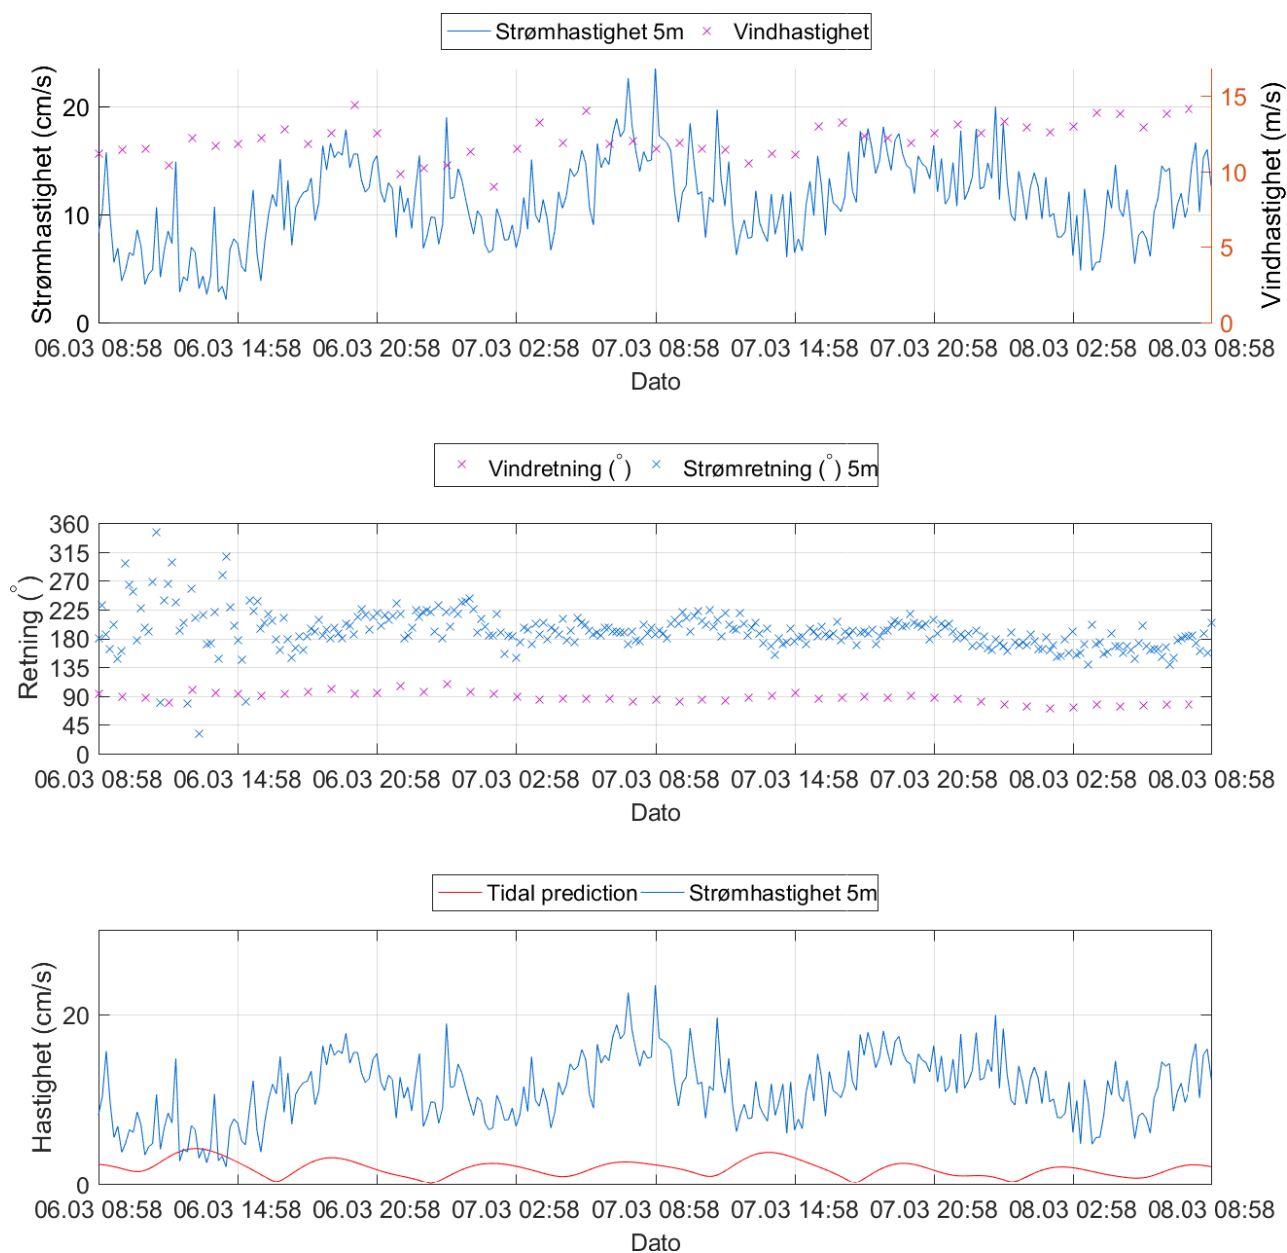 Strømhastighet 5m Vindhastighet
Strømhastighet (cm/s)
20
10
0
Vindhastighet (m/s)
15
10
5
0
06.03 08:58 06.03 14:58 06.03 20:58 07.03 02:58 07.03 08:58 07.03 14:58 07.03 20:58 08.03 02:58 08.03 08:58
Dato
Vindretning (°) Strømretning (°) 5m
Retning (°)
360
315
270
225
180
135
90
45
0
06.03 08:58 06.03 14:58 06.03 20:58 07.03 02:58 07.03 08:58 07.03 14:58 07.03 20:58 08.03 02:58 08.03 08:58
Dato
Tidal prediction Strømhastighet 5m
Hastighet (cm/s)
20
0
06.03 08:58 06.03 14:58 06.03 20:58 07.03 02:58 07.03 08:58 07.03 14:58 07.03 20:58 08.03 02:58 08.03 08:58
Dato